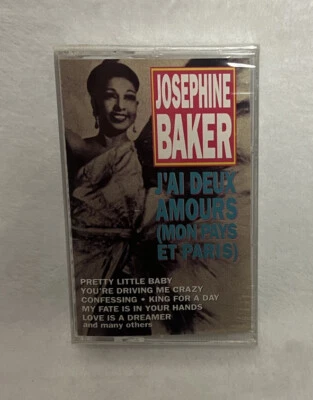 JOSEPHINE
BAKER
J'AI DEUX
AMOURS
(MON PAYS
ET PARIS)
PRETTY LITTLE BABY
YOU'RE DRIVING ME CRAZY
CONFESSING • KING FOR A DAY
MY FATE IS IN YOUR HANDS
LOVE IS A DREAMER
and many others